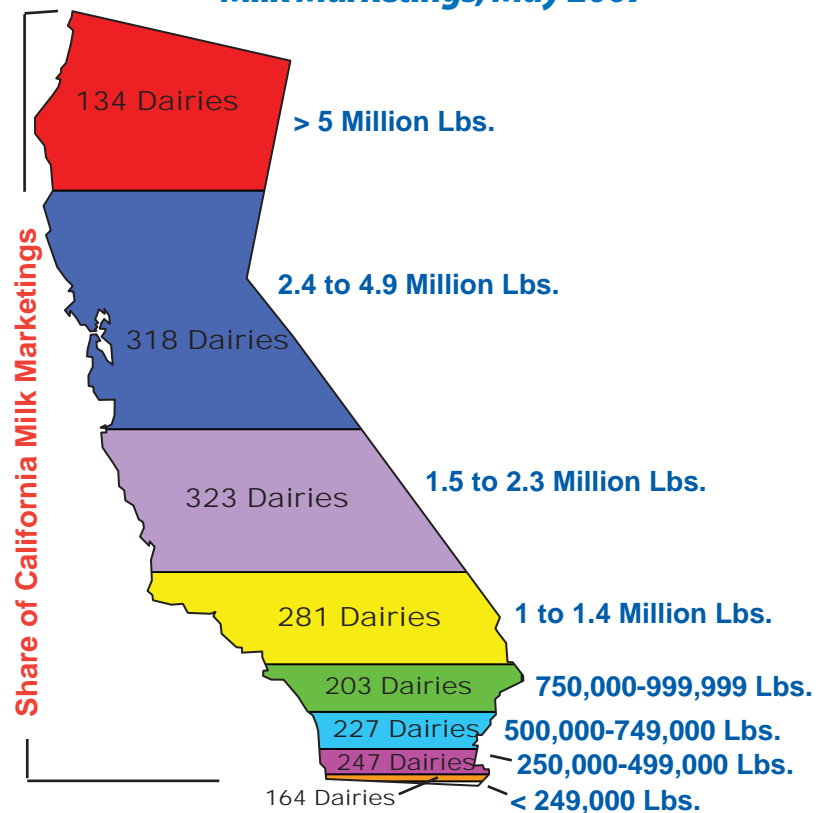 134 Dairies
> 5 Million Lbs.
Share of California Milk Marketings
2.4 to 4.9 Million Lbs.
318 Dairies
1.5 to 2.3 Million Lbs.
323 Dairies
281 Dairies
1 to 1.4 Million Lbs.
203 Dairies
750,000-999,999 Lbs.
227 Dairies
500,000-749,000 Lbs.
247 Dairies
250,000-499,000 Lbs.
164 Dairies
< 249,000 Lbs.